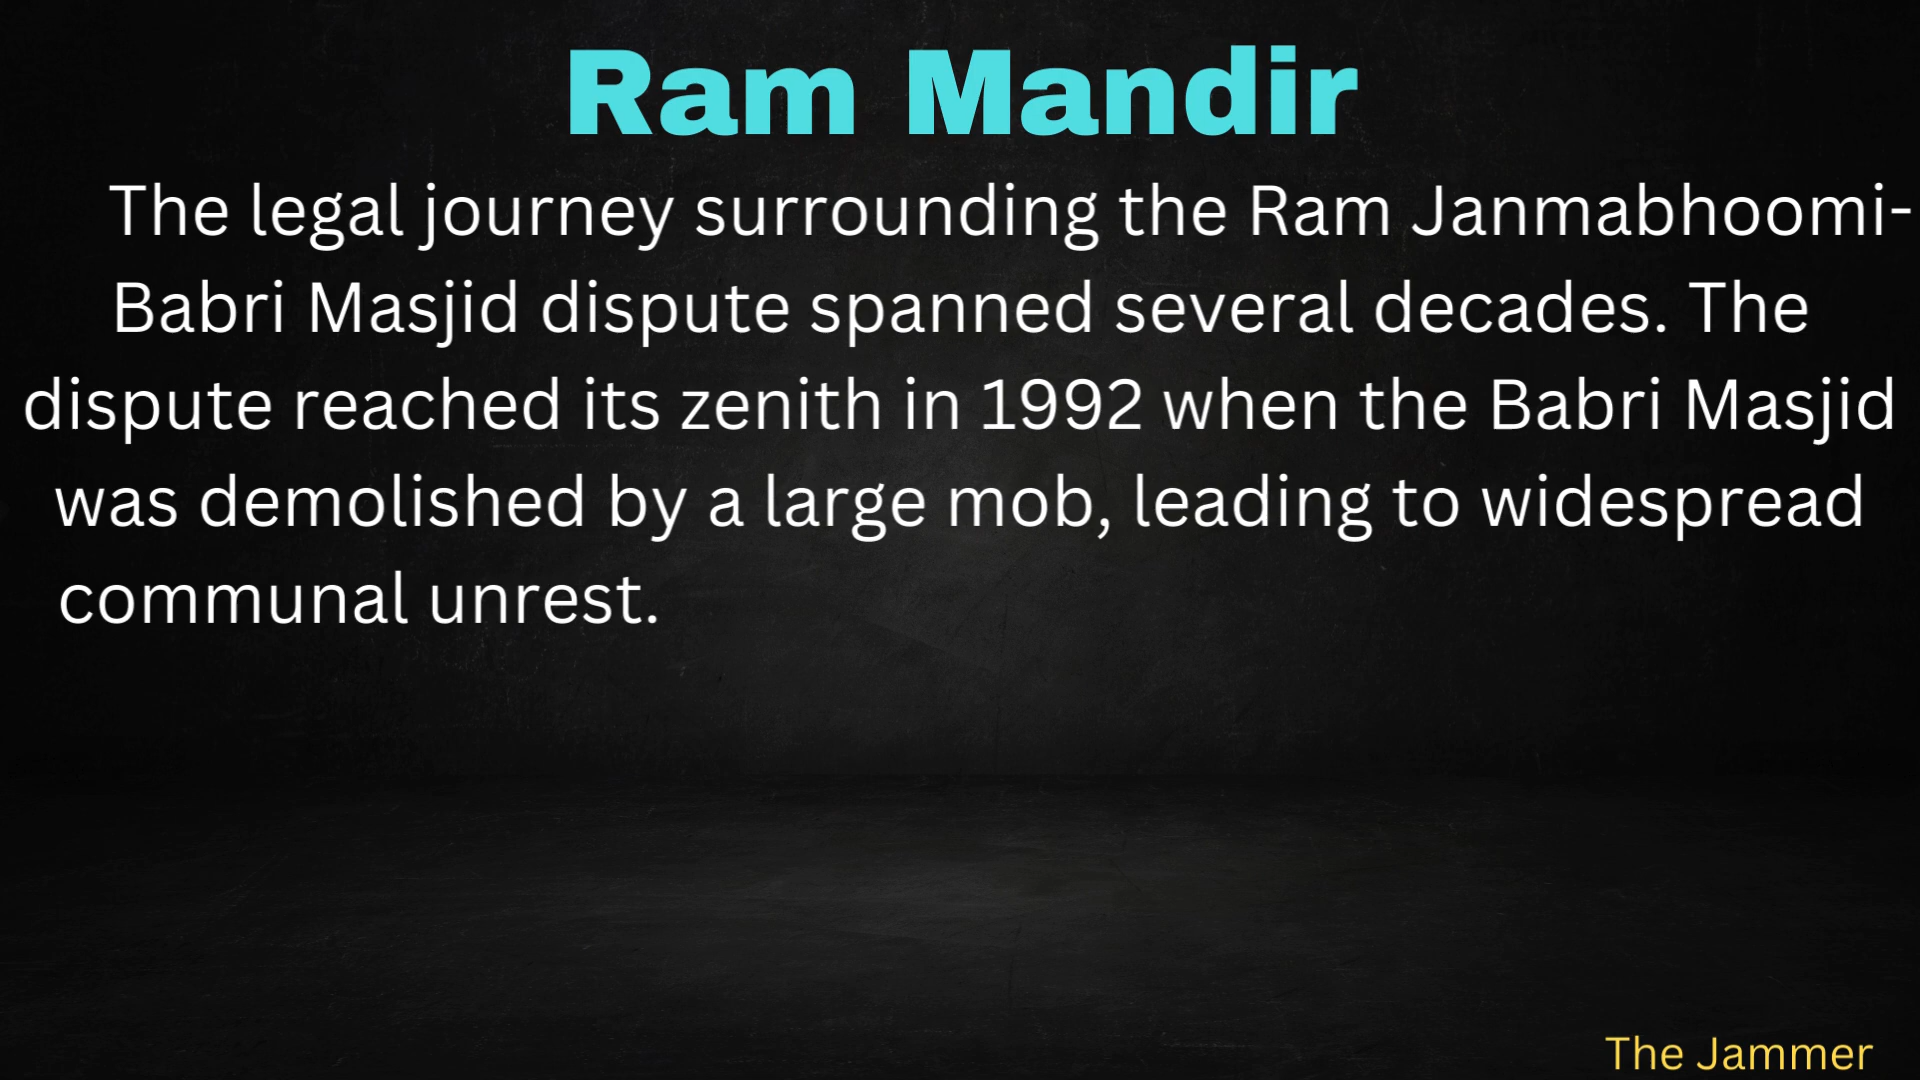 Ram Mandir
The legal journey surrounding the Ram Janmabhoomi-
Babri Masjid dispute spanned several decades. The
dispute reached its zenith in 1992 when the Babri Masjid
was demolished by a large mob, leading to widespread
communal unrest.
The Jammer